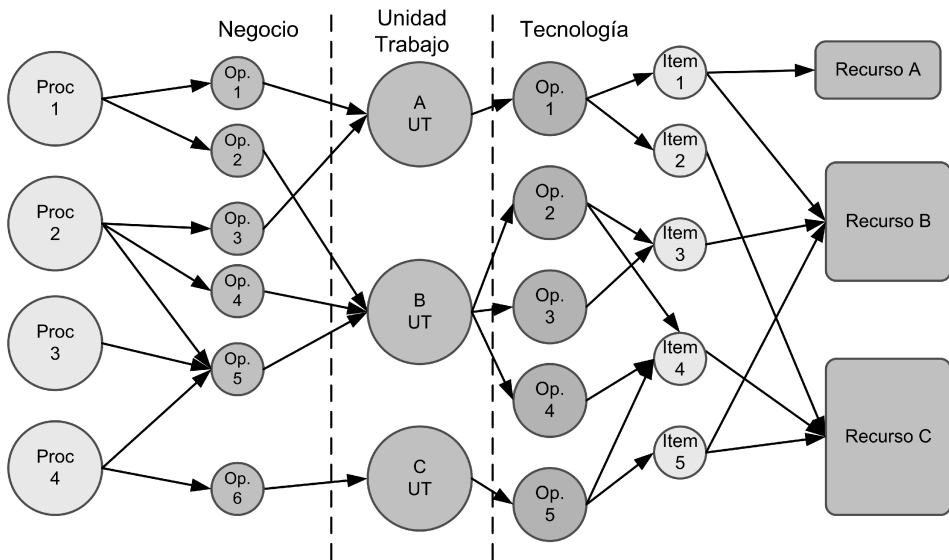 Negocio
Unidad
Trabajo
Tecnología
Proc
1
Proc
2
Proc
3
Proc
4
Op.
1
Op.
2
Op.
3
Op.
4
Op.
5
Op.
6
A
UT
B
UT
C
UT
Op.
1
Op.
2
Op.
3
Op.
4
Op.
5
Item
1
Item
2
Item
3
Item
4
Item
5
Recurso A
Recurso B
Recurso C